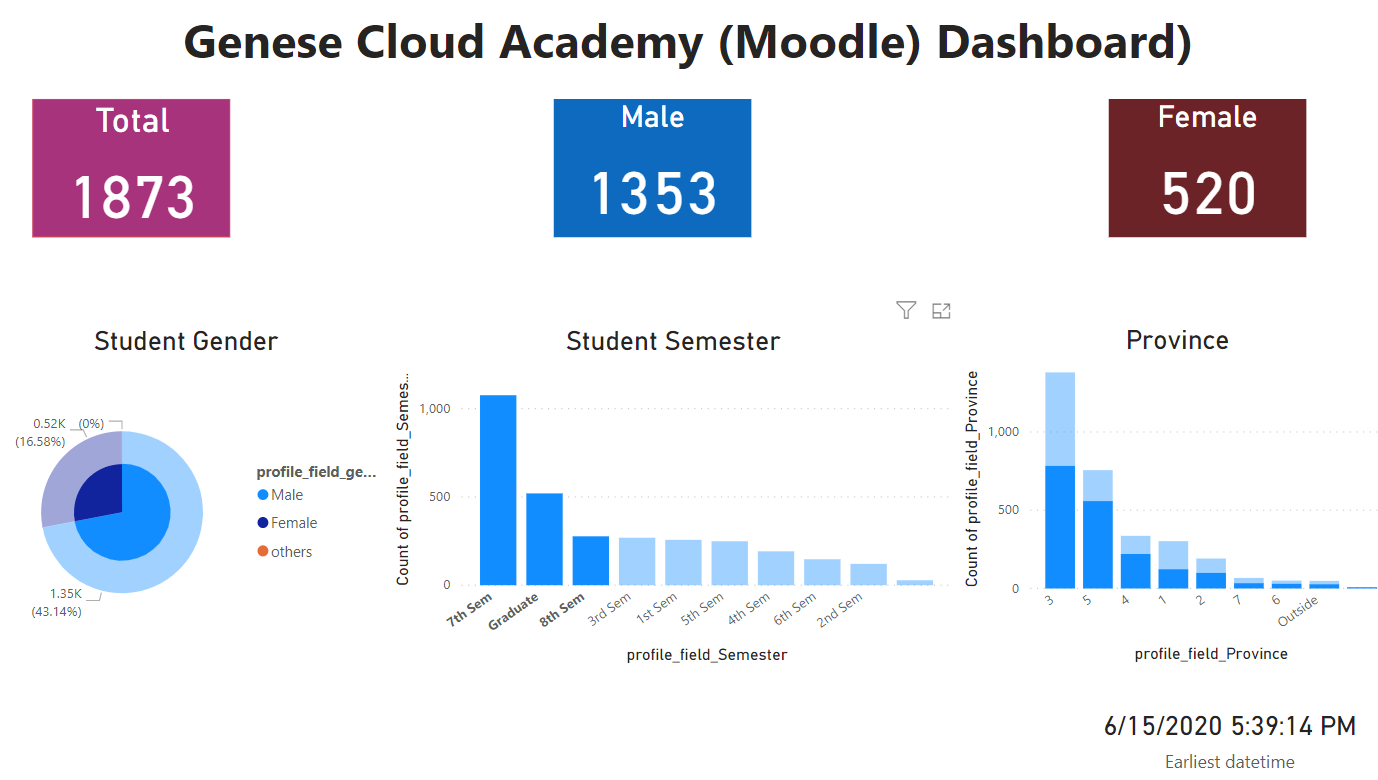 Genese Cloud Academy (Moodle) Dashboard)
Total
1873
Male
1353
Female
520
Student Gender
0.52K
(16.58%)
(0%)
1.35K
(43.14%)
profile_field_ge...
Male
Female
others
Student Semester
Count of profile_field_Semes...
1,000
500
0
7th Sem
Graduate
8th Sem
3rd Sem
1st Sem
5th Sem
4th Sem
6th Sem
2nd Sem
profile_field_Semester
Province
Count of profile_field_Province
1,000
500
0
3
5
4
1
2
7
6
Outside
profile_field_Province
6/15/2020 5:39:14 PM
Earliest datetime